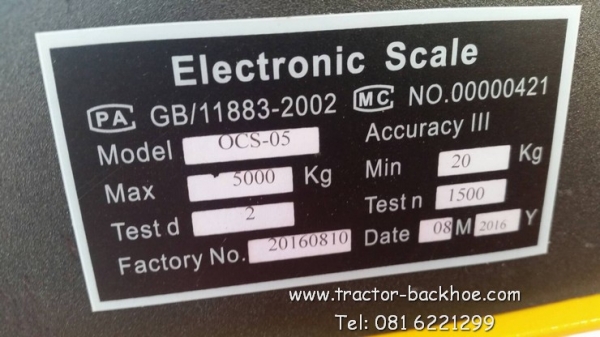 Electronic Scale
PA GB/11883-2002 MC NO.00000421
Model OCS-05 Accuracy III
Max 5000 Kg Min 20 Kg
Test d 2 Test n 1500
Factory No. 20160810 Date 08 M 2016 Y
www.tractor-backhoe.com
Tel: 081 6221299